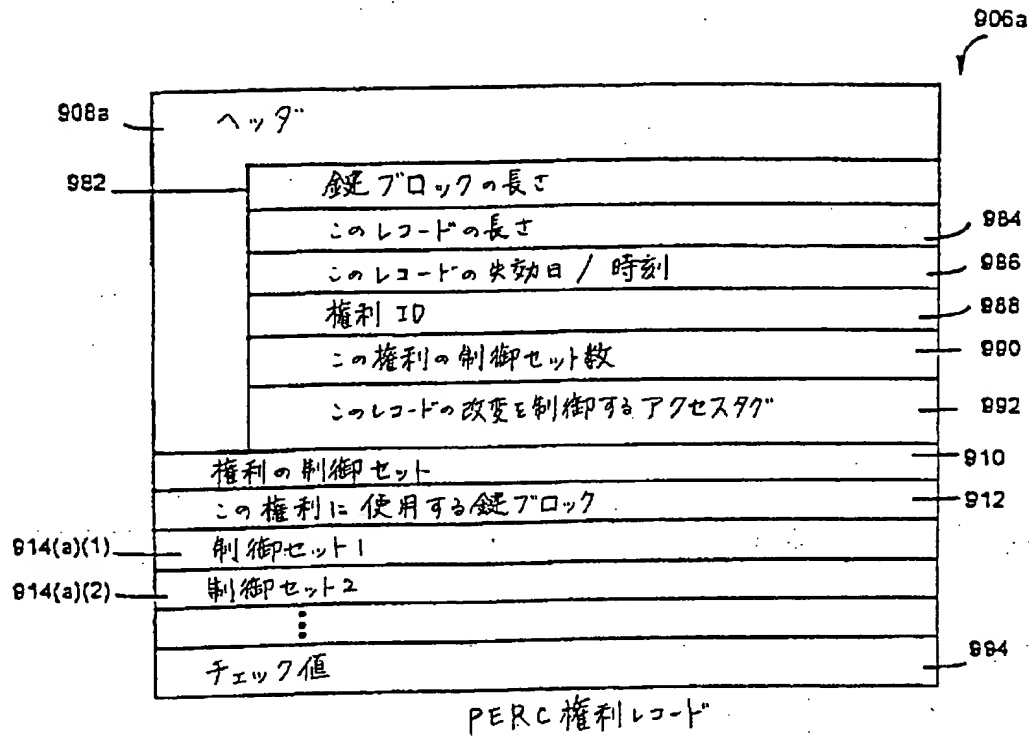 906a
908a ヘッダ
982 鍵ブロックの長さ
このレコードの長さ 984
このレコードの失効日 / 時刻 986
権利 ID 988
この権利の制御セット数 990
このレコードの改変を制御するアクセスタグ 992
権利の制御セット 910
この権利に使用する鍵ブロック 912
914(a)(1) 制御セット1
914(a)(2) 制御セット2
チェック値 994
PERC権利レコード